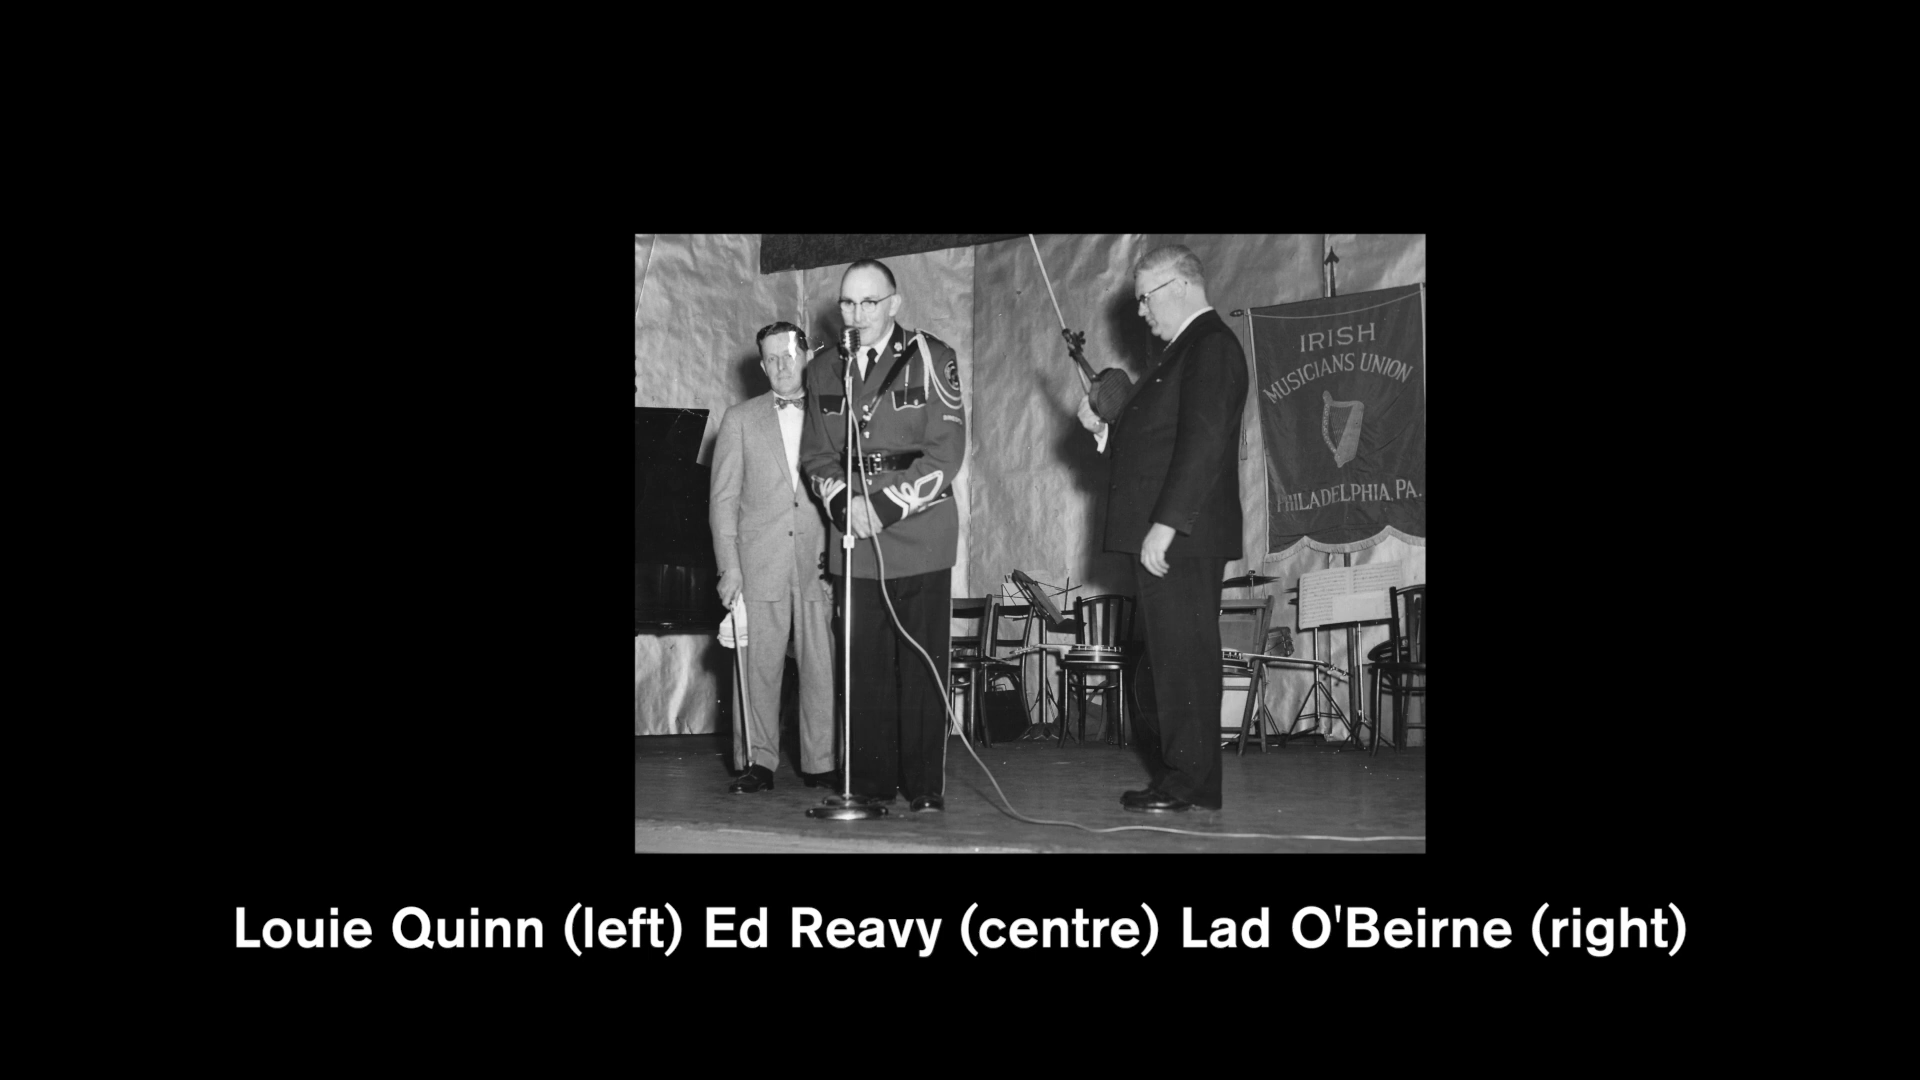 IRISH
MUSICIANS UNION
PHILADELPHIA, PA.
Louie Quinn (left) Ed Reavy (centre) Lad O'Beirne (right)